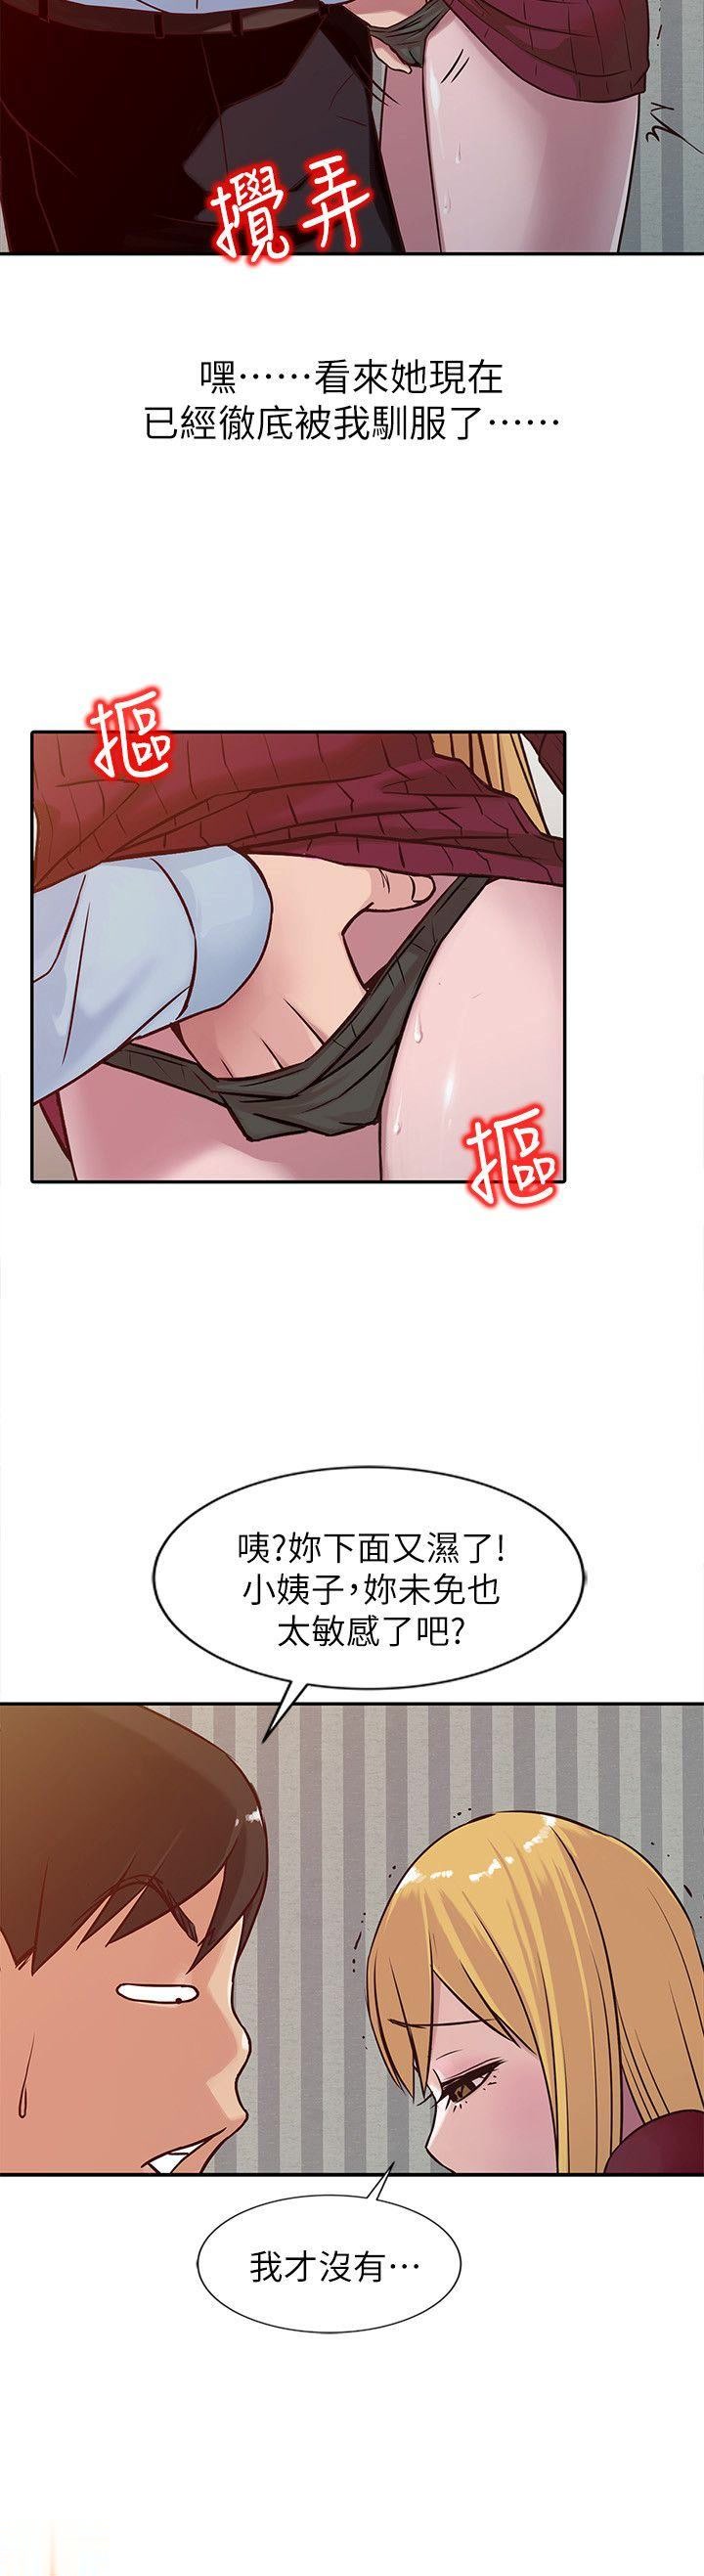 攪弄
嘿……看來她現在
已經徹底被我馴服了……
摳
摳
咦?妳下面又濕了!
小姨子,妳未免也
太敏感了吧?
我才沒有…